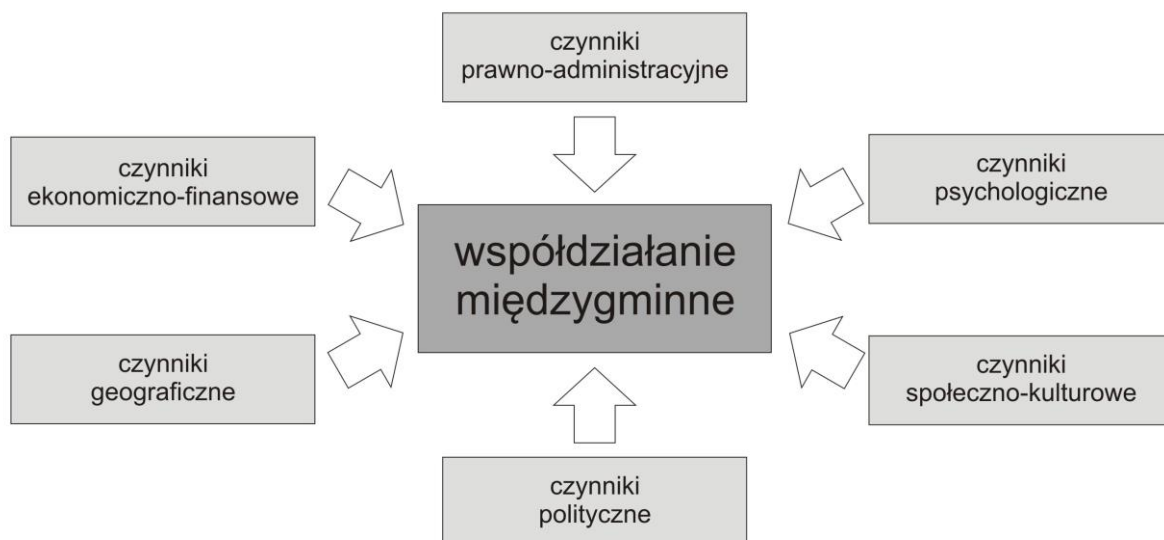 czynniki
prawno-administracyjne
czynniki
ekonomiczno-finansowe
czynniki
psychologiczne
współdziałanie
międzygminne
czynniki
geograficzne
czynniki
społeczno-kulturowe
czynniki
polityczne